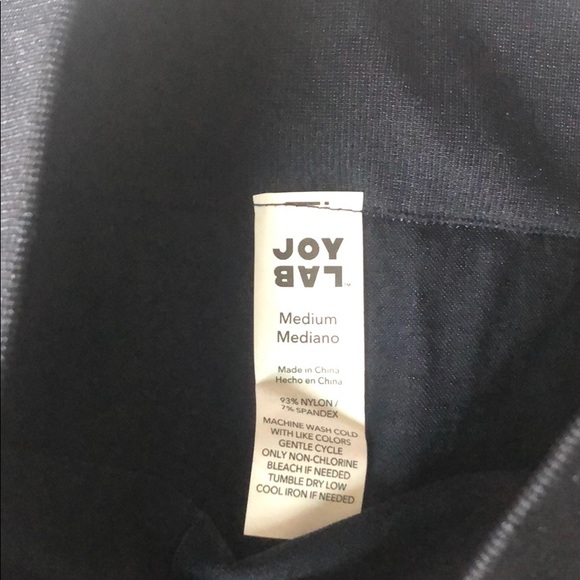 JOY
LAB™
Medium
Mediano
Made in China
Hecho en China
93% NYLON/
7% SPANDEX
MACHINE WASH COLD
WITH LIKE COLORS
GENTLE CYCLE
ONLY NON-CHLORINE
BLEACH IF NEEDED
TUMBLE DRY LOW
COOL IRON IF NEEDED